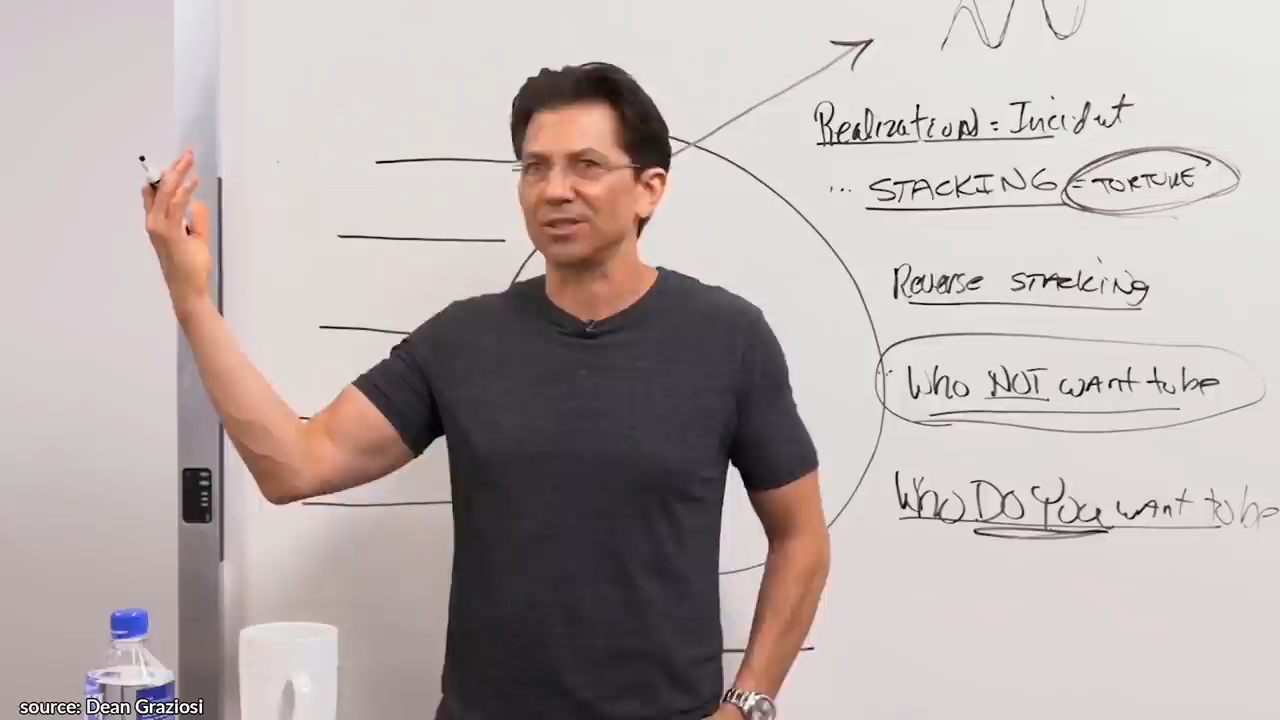 Realization = Incident
... STACKING = "TORTURE"
Reverse STACKING
Who NOT want to be
Who DO You want to be
source: Dean Graziosi